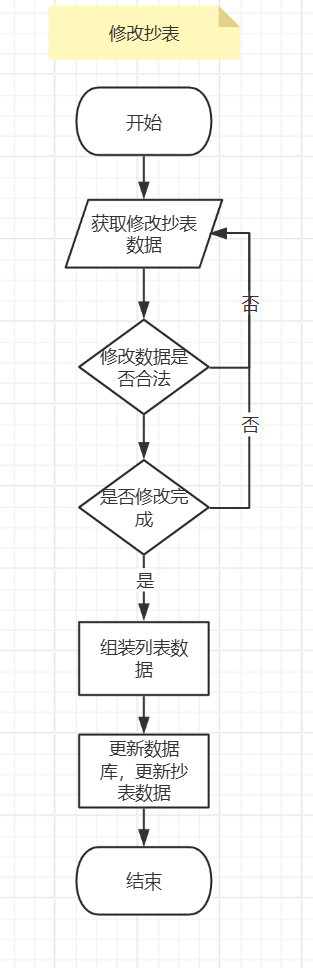 修改抄表
开始
获取修改抄表
数据
否
修改数据是
否合法
否
是否修改完
成
是
组装列表数
据
更新数据
库，更新抄
表数据
结束